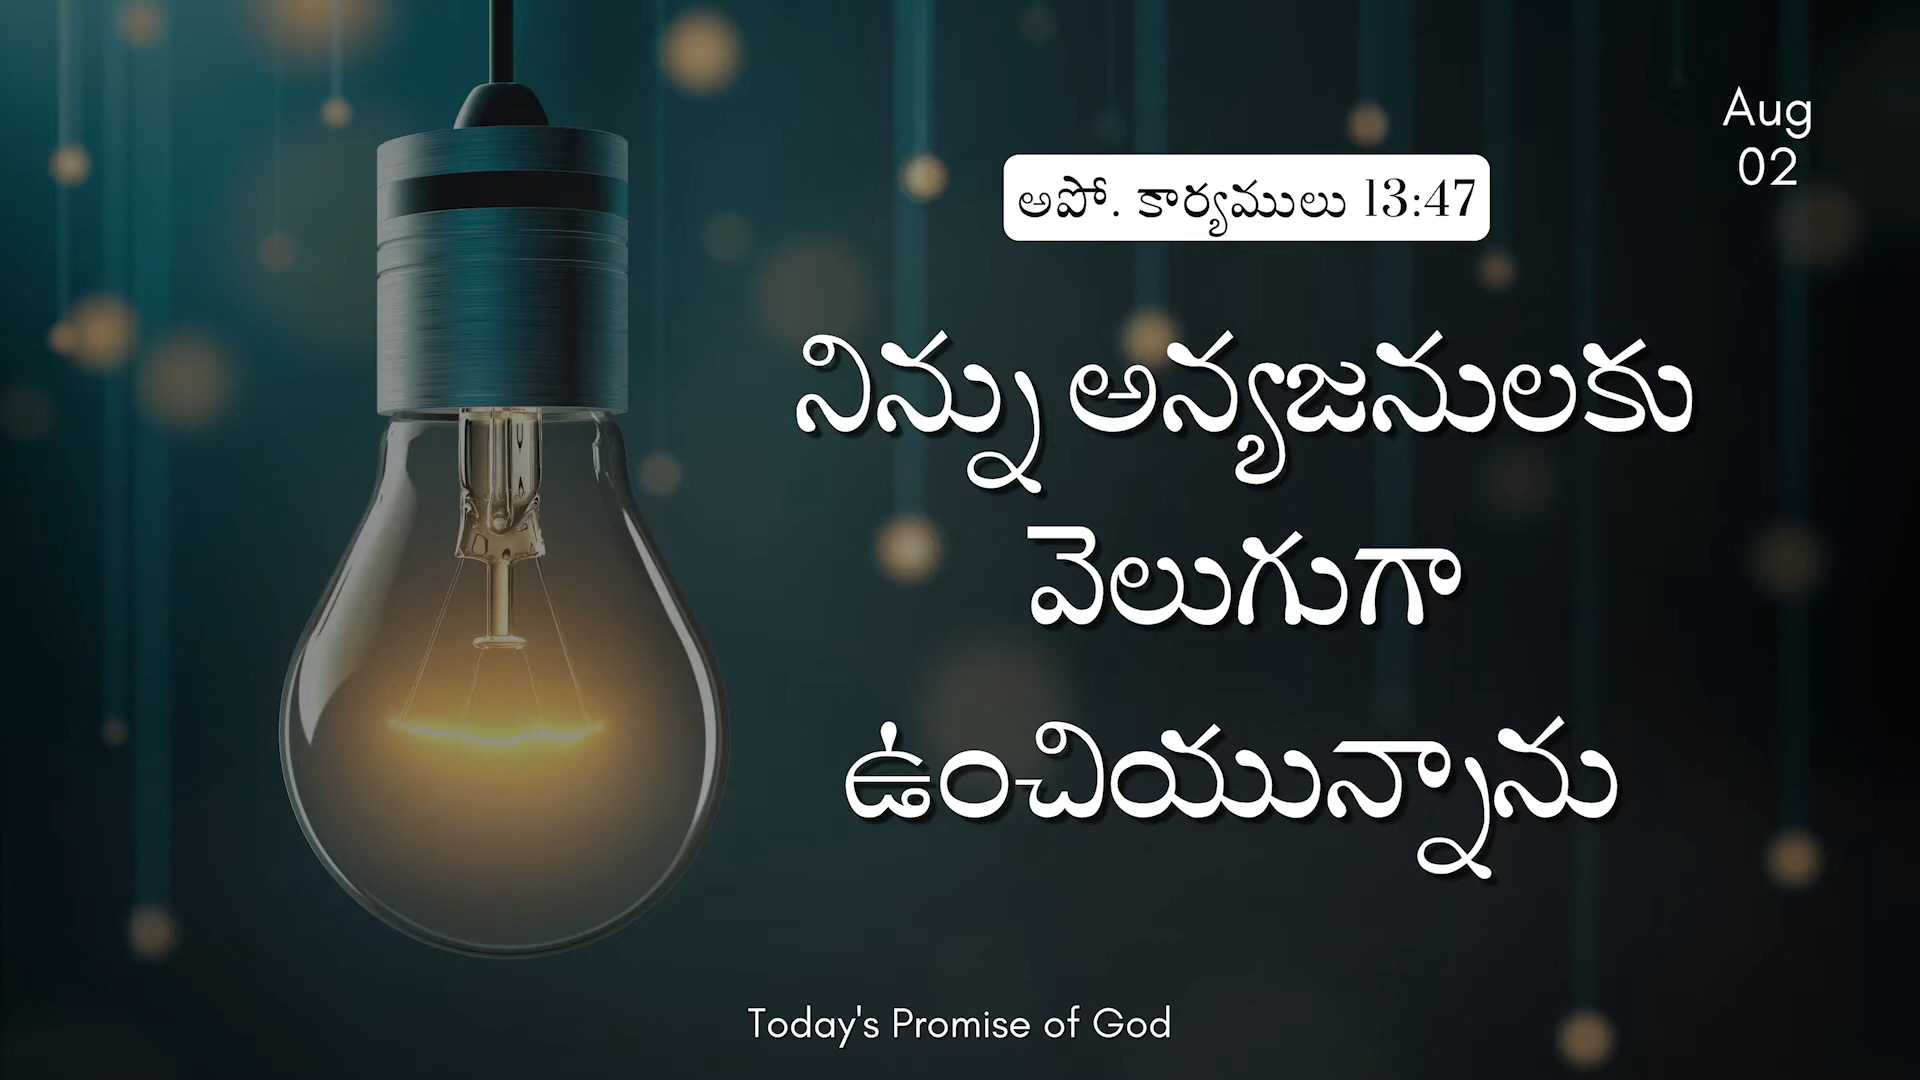 Aug
02
అపో. కార్యములు 13:47
నిన్ను అన్యజనులకు
వెలుగుగా
ఉంచియున్నాను
Today's Promise of God